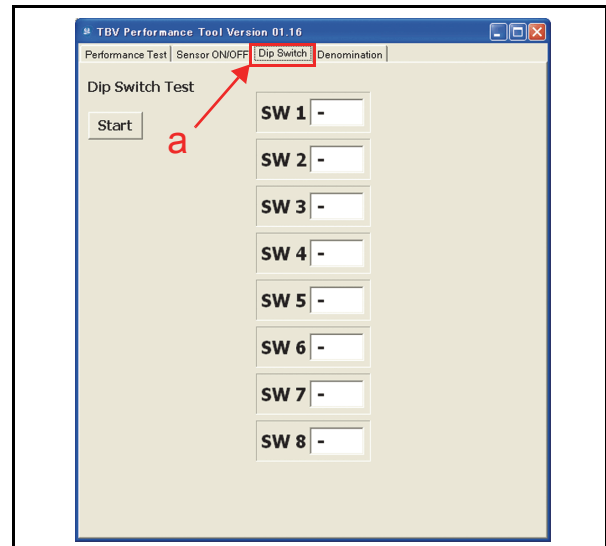 TBV Performance Tool Version 01.16
Performance Test Sensor ON/OFF Dip Switch Denomination
Dip Switch Test
Start
a
SW 1 -
SW 2 -
SW 3 -
SW 4 -
SW 5 -
SW 6 -
SW 7 -
SW 8 -